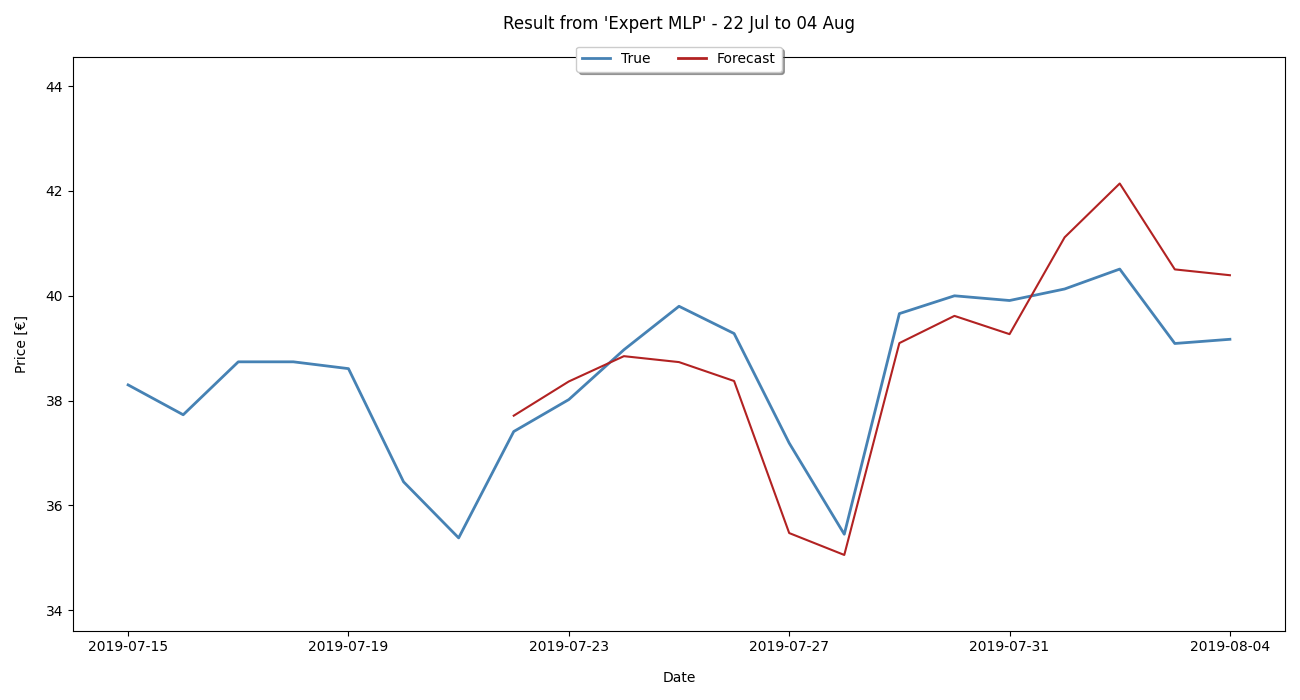 Result from 'Expert MLP' - 22 Jul to 04 Aug
True Forecast
44
42
40
38
36
34
Price [€]
2019-07-15 2019-07-19 2019-07-23 2019-07-27 2019-07-31 2019-08-04
Date